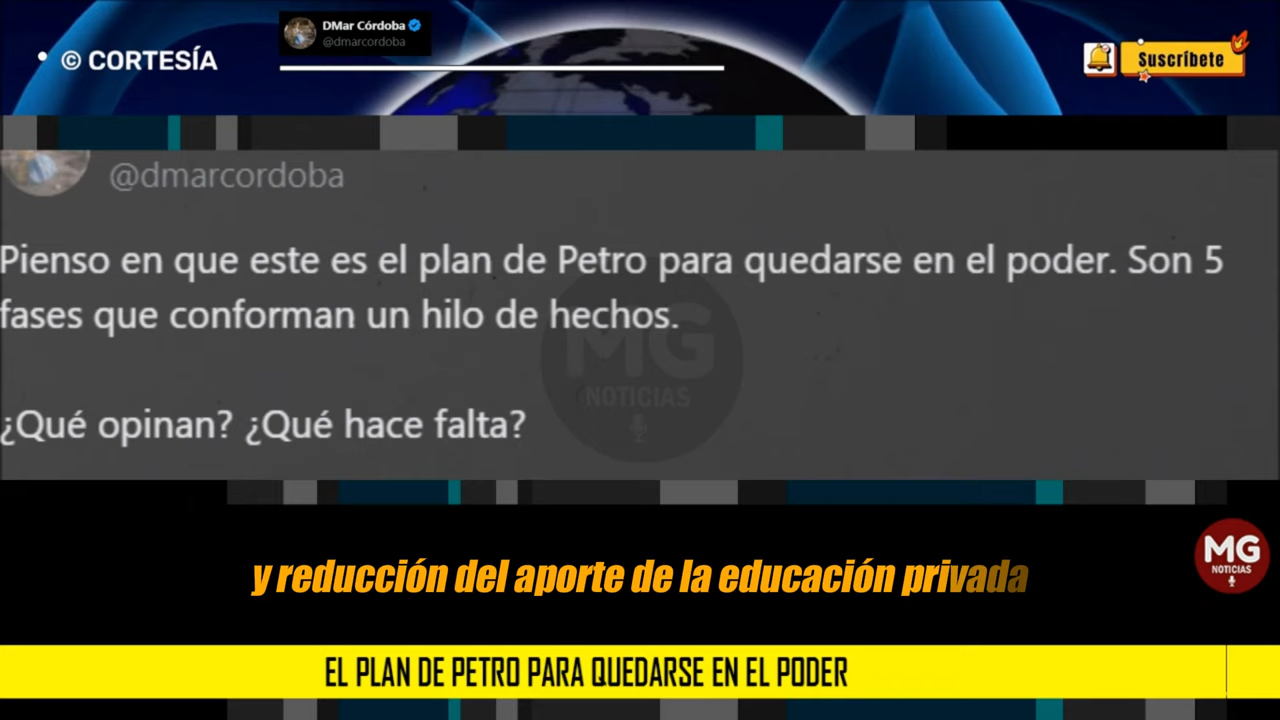 DMar Córdoba
@dmarcordoba
© CORTESÍA
Suscríbete
@dmarcordoba
Pienso en que este es el plan de Petro para quedarse en el poder. Son 5
fases que conforman un hilo de hechos.
¿Qué opinan? ¿Qué hace falta?
MG
NOTICIAS
y reducción del aporte de la educación privada
MG
NOTICIAS
EL PLAN DE PETRO PARA QUEDARSE EN EL PODER